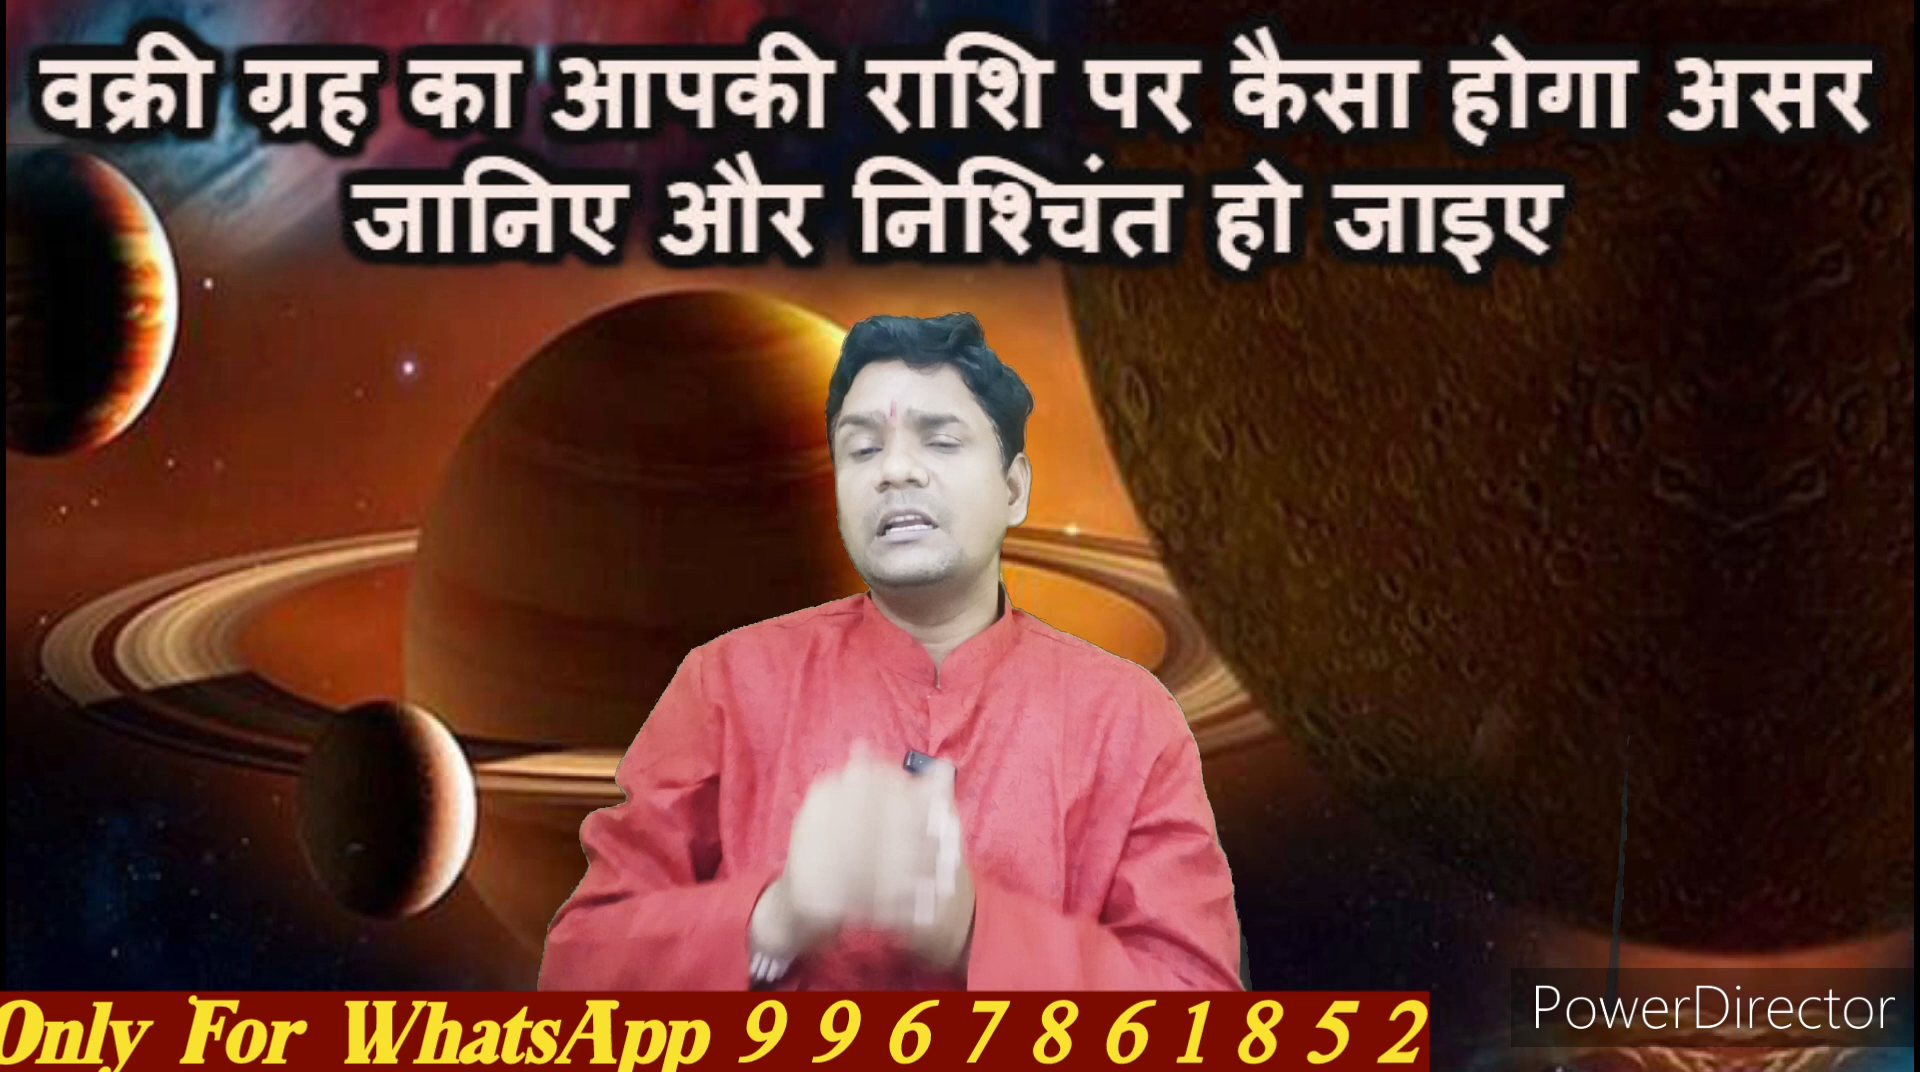 वक्री ग्रह का आपकी राशि पर कैसा होगा असर
जानिए और निश्चिंत हो जाइए
Only For WhatsApp 9 9 6 7 8 6 1 8 5 2
PowerDirector